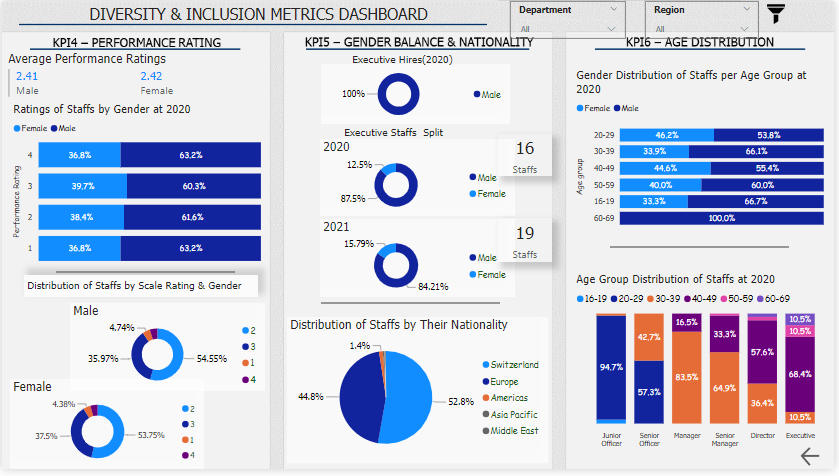 DIVERSITY & INCLUSION METRICS DASHBOARD
Department
All
Region
All
KPI4 – PERFORMANCE RATING
Average Performance Ratings
2.41
Male
2.42
Female
Ratings of Staffs by Gender at 2020
Female Male
Performance Rating
4 36,8% 63,2%
3 39,7% 60,3%
2 38,4% 61,6%
1 36,8% 63,2%
Distribution of Staffs by Scale Rating & Gender
Male
4.74%
35.97%
54.55%
2
3
1
4
Female
4.38%
37.5%
53.75%
2
3
1
4
KPI5 – GENDER BALANCE & NATIONALITY
Executive Hires(2020)
100%
Male
Executive Staffs Split
2020
12.5%
87.5%
Male
Female
16
Staffs
2021
15.79%
84.21%
Male
Female
19
Staffs
Distribution of Staffs by Their Nationality
1.4%
44.8%
52.8%
Switzerland
Europe
Americas
Asia Pacific
Middle East
KPI6 – AGE DISTRIBUTION
Gender Distribution of Staffs per Age Group at
2020
Female Male
Age group
20-29 46,2% 53,8%
30-39 33,9% 66,1%
40-49 44,6% 55,4%
50-59 40,0% 60,0%
16-19 33,3% 66,7%
60-69 100,0%
Age Group Distribution of Staffs at 2020
16-19 20-29 30-39 40-49 50-59 60-69
94,7%
42,7%
57,3%
16,5%
83,5%
33,3%
64,9%
57,6%
36,4%
10,5%
10,5%
68,4%
10,5%
Junior Officer
Senior Officer
Manager
Senior Manager
Director
Executive